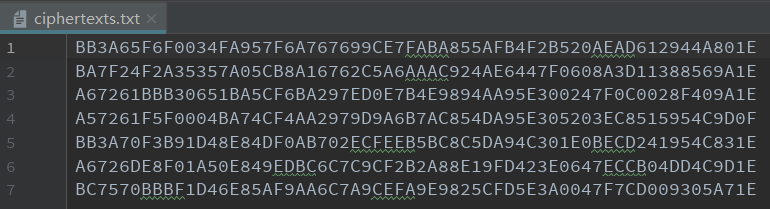 ciphertexts.txt
1 BB3A65F6F0034FA957F6A767699CE7FABA855AFB4F2B520AEAD612944A801E
2 BA7F24F2A35357A05CB8A16762C5A6AAAC924AE6447F0608A3D11388569A1E
3 A67261BBB30651BA5CF6BA297ED0E7B4E9894AA95E300247F0C0028F409A1E
4 A57261F5F0004BA74CF4AA2979D9A6B7AC854DA95E305203EC8515954C9D0F
5 BB3A70F3B91D48E84DF0AB702ECFEEB5BC8C5DA94C301E0BECD241954C831E
6 A6726DE8F01A50E849EDBC6C7C9CF2B2A88E19FD423E0647ECCB04DD4C9D1E
7 BC7570BBBF1D46E85AF9AA6C7A9CEFA9E9825CFD5E3A0047F7CD009305A71E